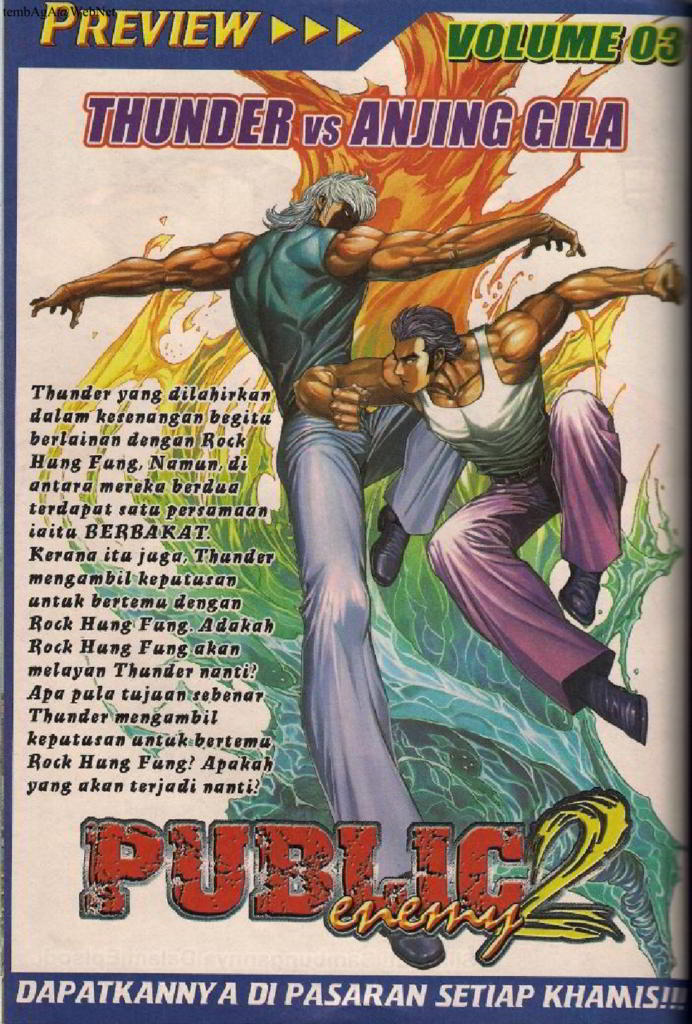 tembAgA@WebNet
PREVIEW
VOLUME 03
THUNDER VS ANJING GILA
Thunder yang dilahirkan
dalam kesenangan begitu
berlainan dengan Rock
Hung Fung, Namun, di
antara mereka berdua
terdapat satu persamaan
iaitu BERBAKAT.
Kerana itu juga, Thunder
mengambil keputusan
untuk bertemu dengan
Rock Hung Fung. Adakah
Rock Hung Fung akan
melayan Thunder nanti?
Apa pula tujuan sebenar
Thunder mengambil
keputusan untuk bertemu
Rock Hung Fung? Apakah
yang akan terjadi nanti?
PUBLIC
enemy 2
DAPATKANNYA DI PASARAN SETIAP KHAMIS!!!